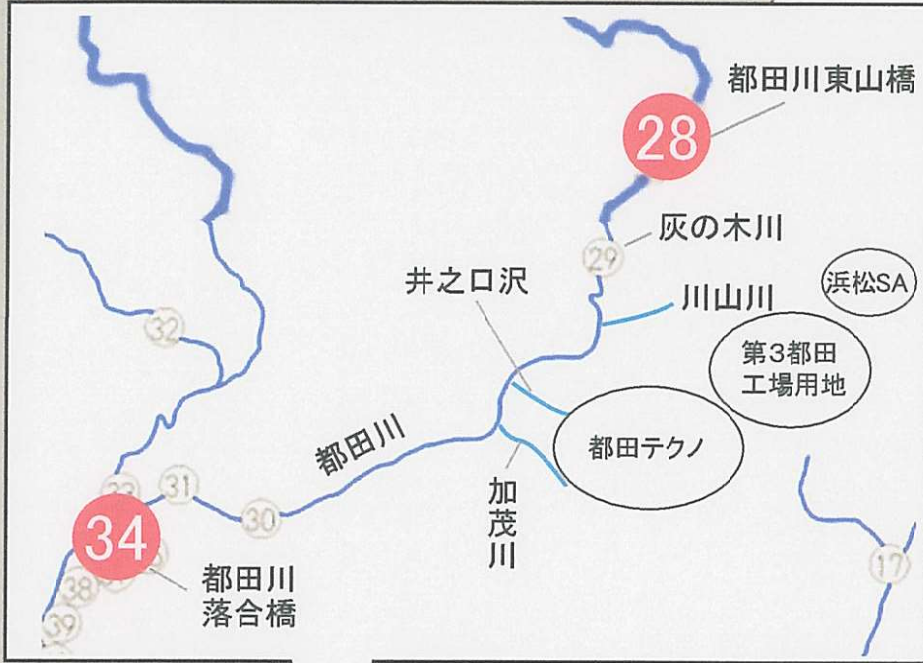 都田川東山橋
28
灰の木川
29
井之口沢
川山川
浜松SA
32
第3都田
工場用地
都田川
都田テクノ
加茂川
31
30
34
都田川
落合橋
38
39
17